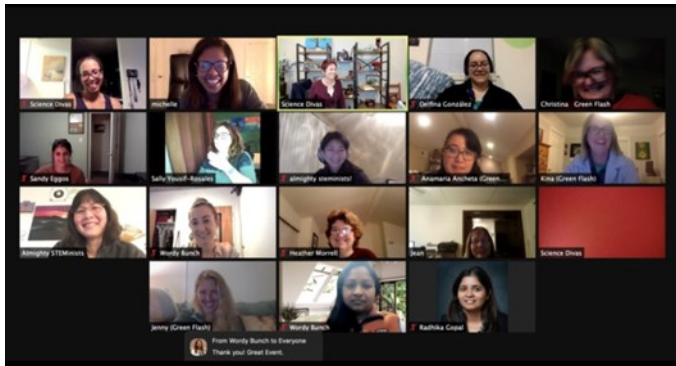 Science Divas
michelle
Science Divas
Delfina González
Christina Green Flash
Sandy Eggos
Sally Yousif-Rosales
almighty steminists!
Anamaria Ancheta (Green...
Kina (Green Flash)
Almighty STEMinists
Wordy Bunch
Heather Morrell
Jean
Science Divas
Jenny (Green Flash)
Wordy Bunch
Radhika Gopal
From Wordy Bunch to Everyone
Thank you! Great Event.